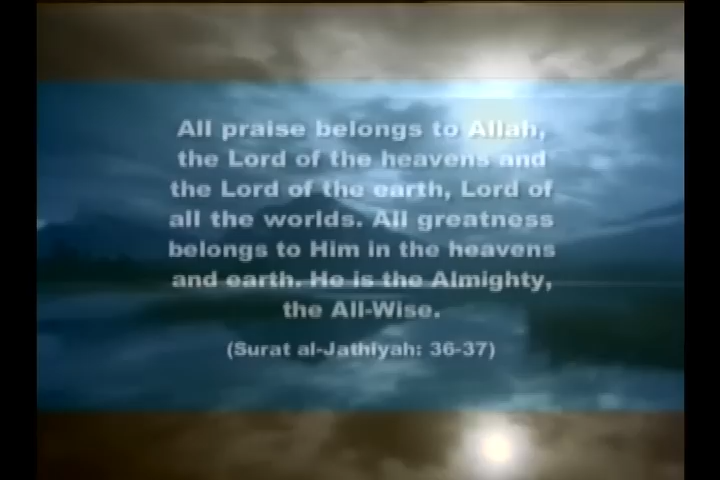 All praise belongs to Allah,
the Lord of the heavens and
the Lord of the earth, Lord of
all the worlds. All greatness
belongs to Him in the heavens
and earth. He is the Almighty,
the All-Wise.
(Surat al-Jathiyah: 36-37)